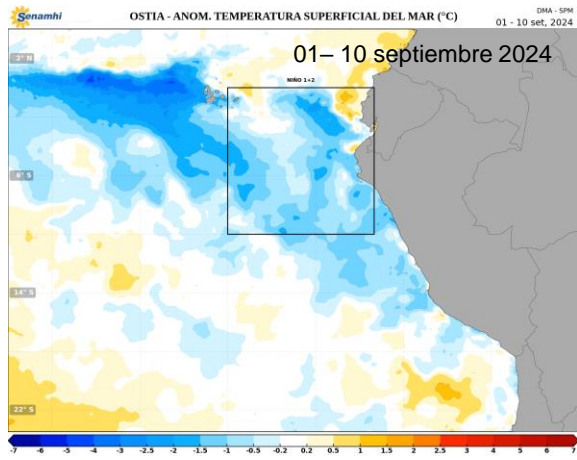 Senamhi
OSTIA - ANOM. TEMPERATURA SUPERFICIAL DEL MAR (°C)
DMA - SPM
01 - 10 set, 2024
01– 10 septiembre 2024
2° N
NIÑO 1+2
6° S
14° S
22° S
-7 -6 -5 -4 -3 -2.5 -2 -1.5 -1 -0.5 -0.2 0.2 0.5 1 1.5 2 2.5 3 4 5 6 7